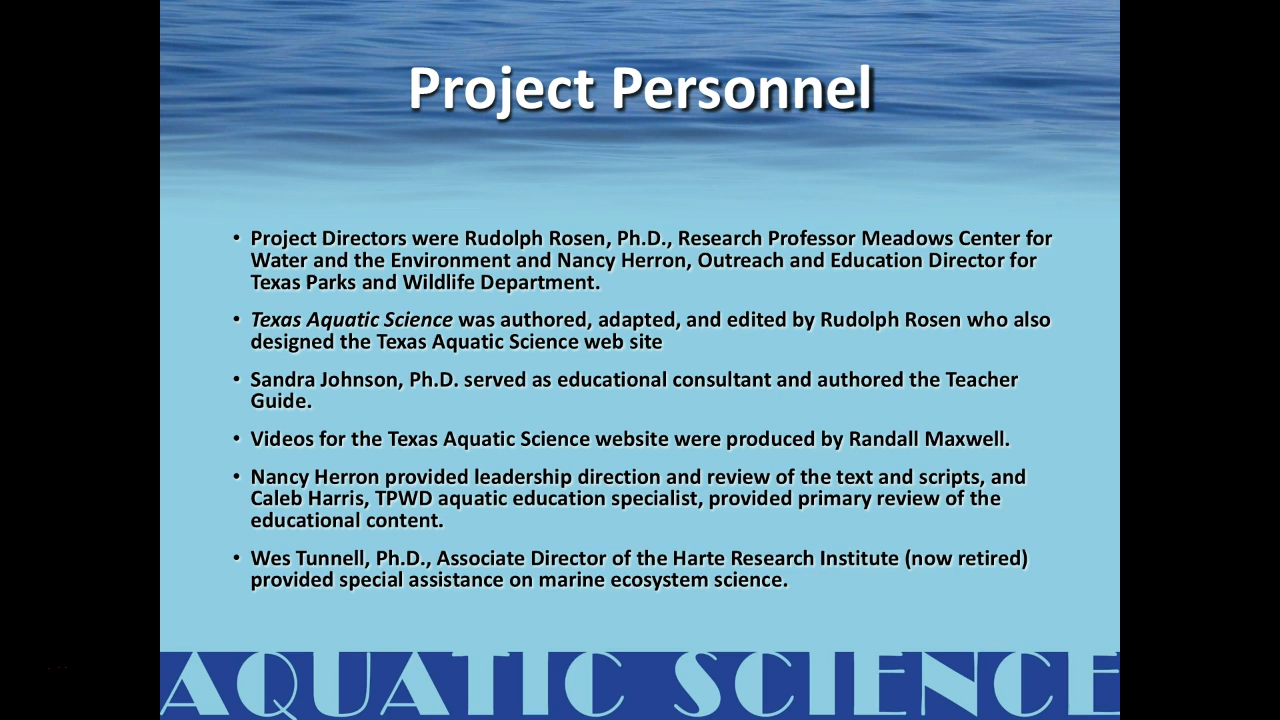 Project Personnel
• Project Directors were Rudolph Rosen, Ph.D., Research Professor Meadows Center for
Water and the Environment and Nancy Herron, Outreach and Education Director for
Texas Parks and Wildlife Department.
• Texas Aquatic Science was authored, adapted, and edited by Rudolph Rosen who also
designed the Texas Aquatic Science web site
• Sandra Johnson, Ph.D. served as educational consultant and authored the Teacher
Guide.
• Videos for the Texas Aquatic Science website were produced by Randall Maxwell.
• Nancy Herron provided leadership direction and review of the text and scripts, and
Caleb Harris, TPWD aquatic education specialist, provided primary review of the
educational content.
• Wes Tunnell, Ph.D., Associate Director of the Harte Research Institute (now retired)
provided special assistance on marine ecosystem science.
AQUATIC SCIENCE